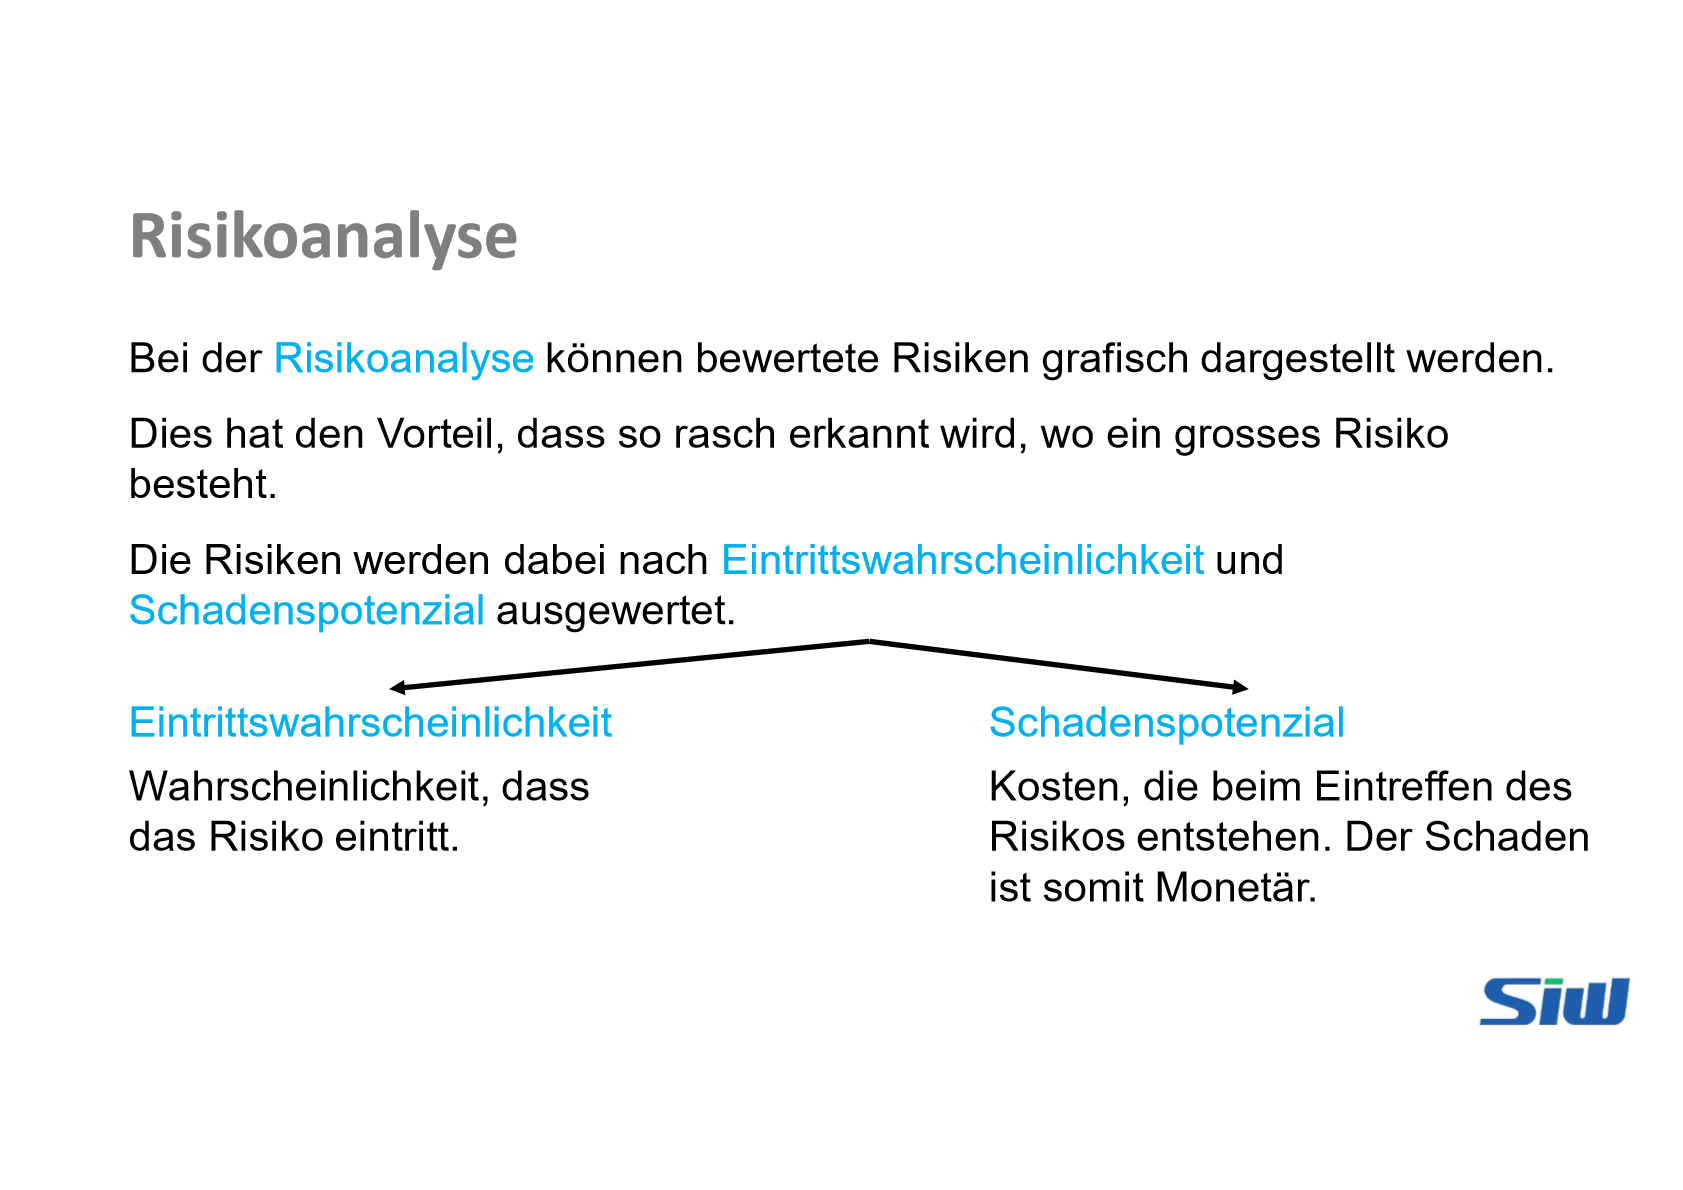 Risikoanalyse
Bei der Risikoanalyse können bewertete Risiken grafisch dargestellt werden.
Dies hat den Vorteil, dass so rasch erkannt wird, wo ein grosses Risiko
besteht.
Die Risiken werden dabei nach Eintrittswahrscheinlichkeit und
Schadenspotenzial ausgewertet.
Eintrittswahrscheinlichkeit
Wahrscheinlichkeit, dass
das Risiko eintritt.
Schadenspotenzial
Kosten, die beim Eintreffen des
Risikos entstehen. Der Schaden
ist somit Monetär.
Siw